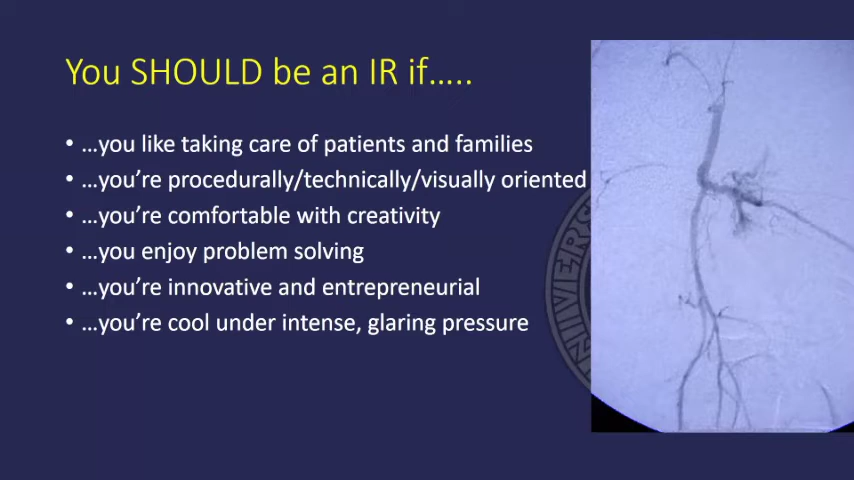 You SHOULD be an IR if.....
• ...you like taking care of patients and families
• ...you're procedurally/technically/visually oriented
• ...you're comfortable with creativity
• ...you enjoy problem solving
• ...you're innovative and entrepreneurial
• ...you're cool under intense, glaring pressure